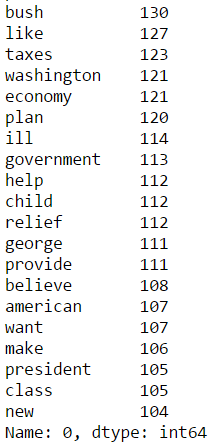 bush 130
like 127
taxes 123
washington 121
economy 121
plan 120
ill 114
government 113
help 112
child 112
relief 112
george 111
provide 111
believe 108
american 107
want 107
make 106
president 105
class 105
new 104
Name: 0, dtype: int64